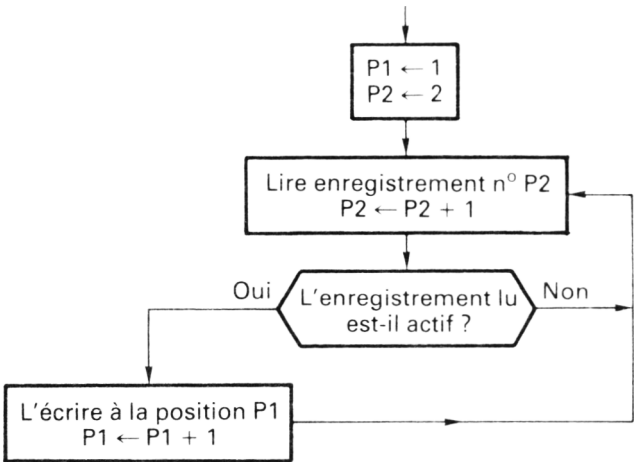 P1 ← 1
P2 ← 2
Lire enregistrement n° P2
P2 ← P2 + 1
Oui
L'enregistrement lu
est-il actif ?
Non
L'écrire à la position P1
P1 ← P1 + 1